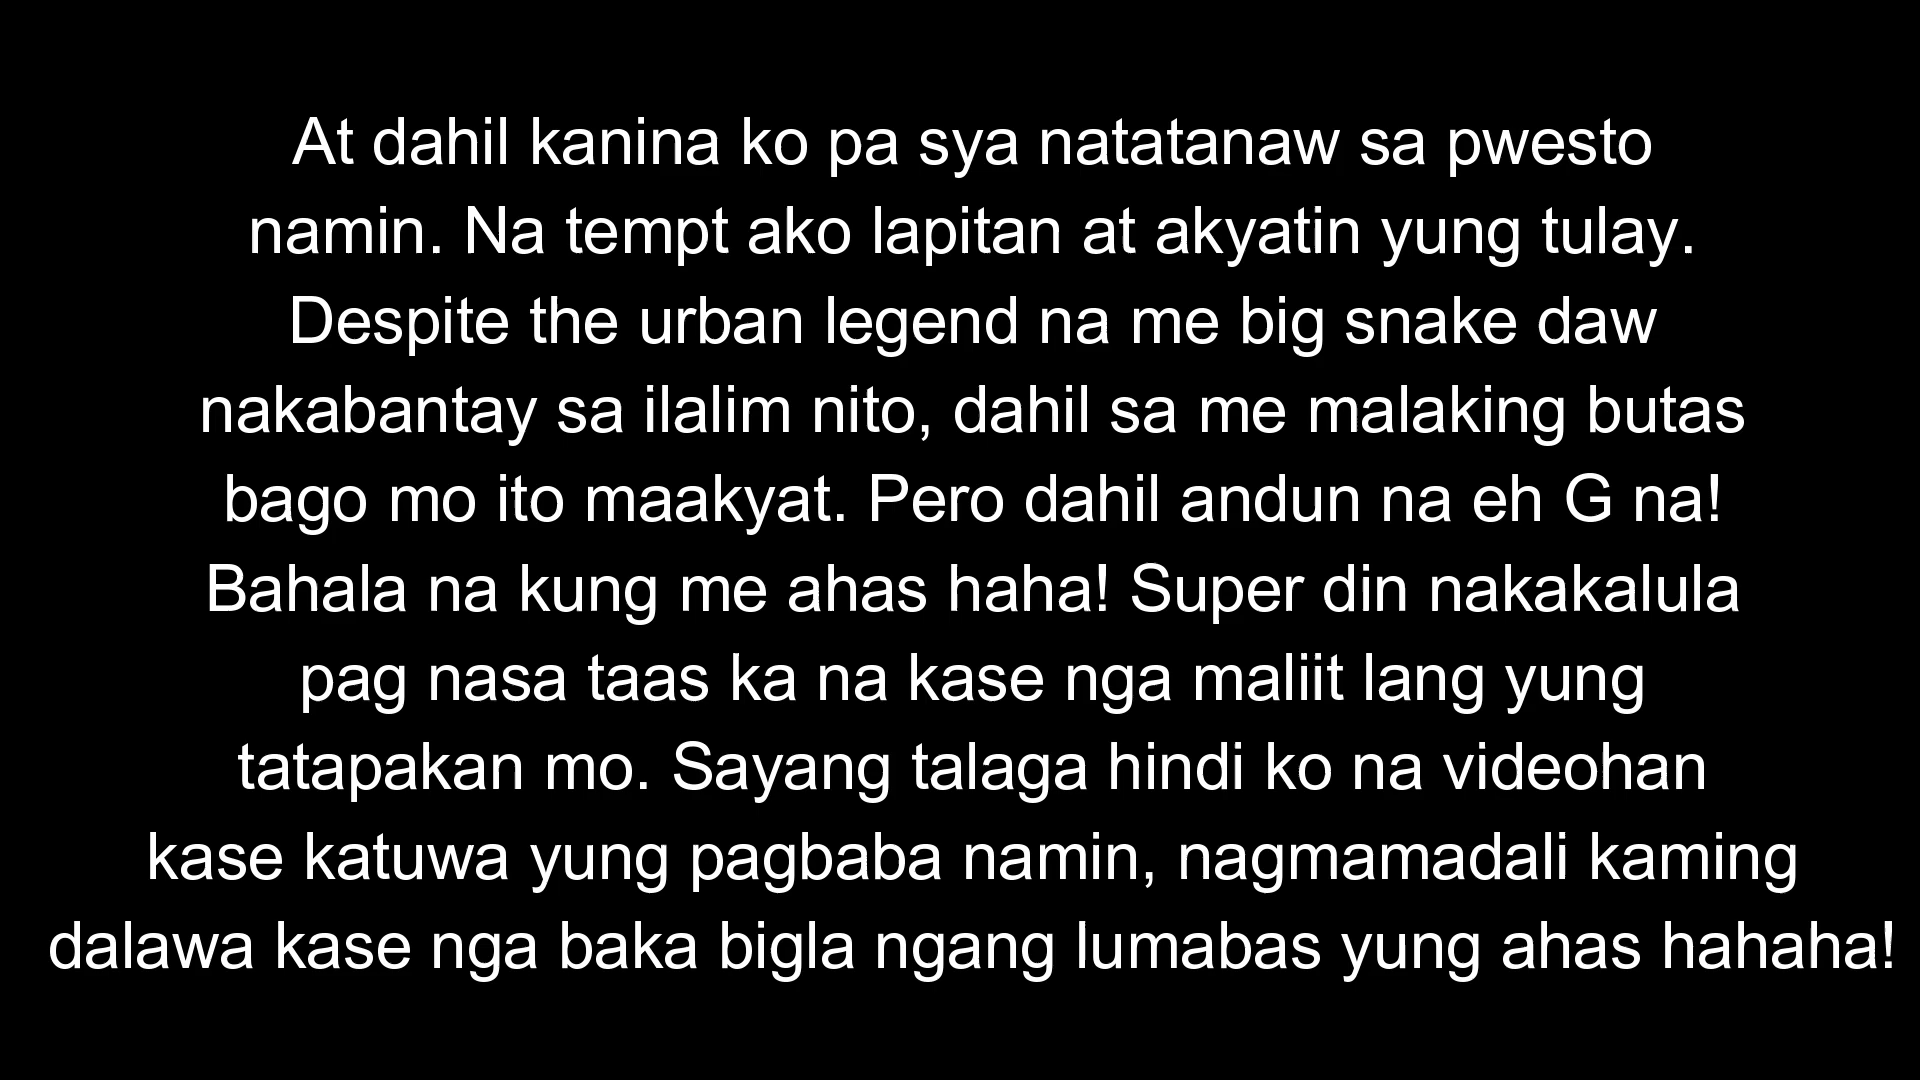 At dahil kanina ko pa sya natatanaw sa pwesto
namin. Na tempt ako lapitan at akyatin yung tulay.
Despite the urban legend na me big snake daw
nakabantay sa ilalim nito, dahil sa me malaking butas
bago mo ito maakyat. Pero dahil andun na eh G na!
Bahala na kung me ahas haha! Super din nakakalula
pag nasa taas ka na kase nga maliit lang yung
tatapakan mo. Sayang talaga hindi ko na videohan
kase katuwa yung pagbaba namin, nagmamadali kaming
dalawa kase nga baka bigla ngang lumabas yung ahas hahaha!